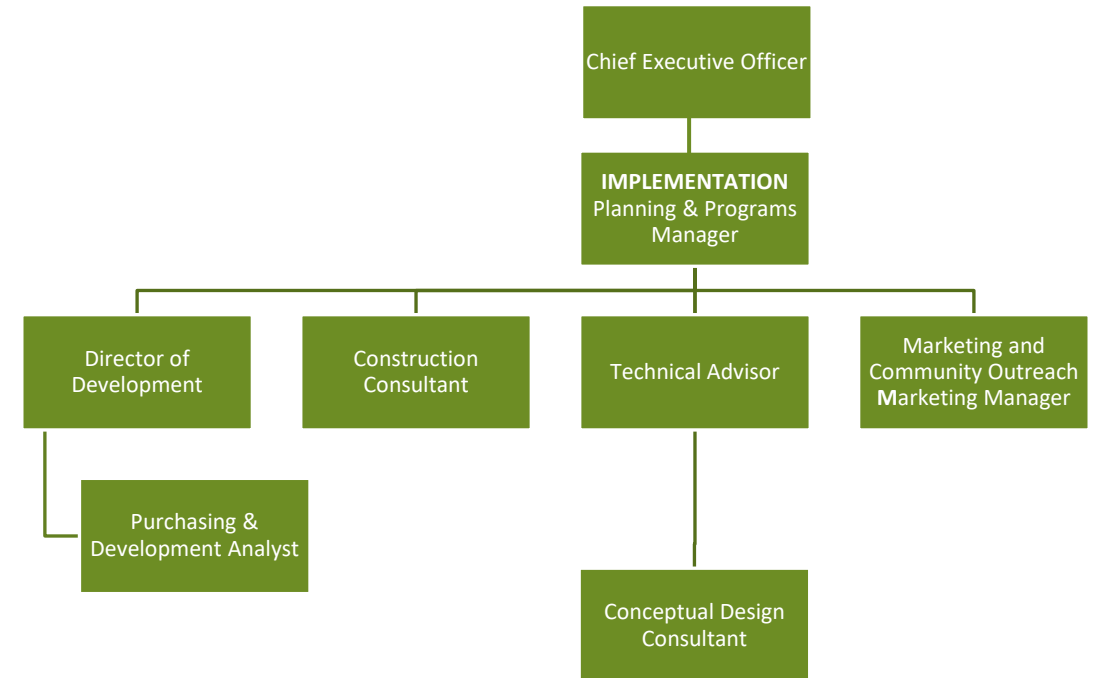 Chief Executive Officer
IMPLEMENTATION
Planning & Programs
Manager
Director of
Development
Construction
Consultant
Technical Advisor
Marketing and
Community Outreach
Marketing Manager
Purchasing &
Development Analyst
Conceptual Design
Consultant